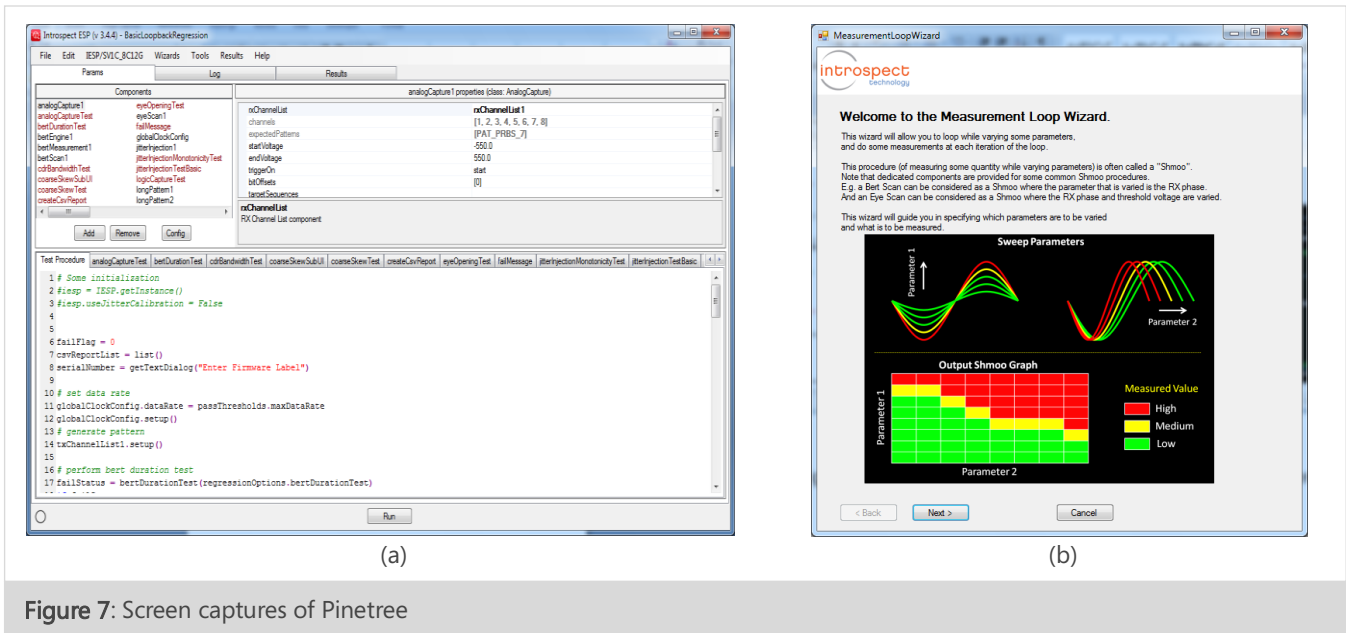 Introspect ESP (v 3.4.4) - BasicLoopbackRegression
File Edit IESP/SV1C_8C12G Wizards Tools Results Help
Params Log Results
Components
analogCapture1 eyeOpeningTest
analogCaptureTest eyeScan1
bertDurationTest failMessage
bertEngine1 globalClockConfig
bertMeasurement1 jitterInjection1
bertScan1 jitterInjectionMonotonicityTest
cdrBandwidthTest jitterInjectionTestBasic
coarseSkewSubUI logicCaptureTest
coarseSkewTest longPattern1
createCsvReport longPattern2
Add Remove Config
analogCapture1 properties (class: AnalogCapture)
rxChannelList rxChannelList1
channels [1, 2, 3, 4, 5, 6, 7, 8]
expectedPatterns [PAT_PRBS_7]
startVoltage -550.0
endVoltage 550.0
triggerOn start
bitOffsets [0]
targetSequences
rxChannelList
RX Channel List component
Test Procedure analogCaptureTest bertDurationTest cdrBandwidthTest coarseSkewSubUI coarseSkewTest createCsvReport eyeOpeningTest failMessage jitterInjectionMonotonicityTest jitterInjectionTestBasic
1 # Some initialization
2 #iesp = IESP.getInstance()
3 #iesp.useJitterCalibration = False
4
5
6 failFlag = 0
7 csvReportList = list()
8 serialNumber = getTextDialog("Enter Firmware Label")
9
10 # set data rate
11 globalClockConfig.dataRate = passThresholds.maxDataRate
12 globalClockConfig.setup()
13 # generate pattern
14 txChannelList1.setup()
15
16 # perform bert duration test
17 failStatus = bertDurationTest(regressionOptions.bertDurationTest)
Run
(a)
MeasurementLoopWizard
introspect
technology
Welcome to the Measurement Loop Wizard.
This wizard will allow you to loop while varying some parameters,
and do some measurements at each iteration of the loop.
This procedure (of measuring some quantity while varying parameters) is often called a "Shmoo".
Note that dedicated components are provided for some common Shmoo procedures.
E.g. a Bert Scan can be considered as a Shmoo where the parameter that is varied is the RX phase.
And an Eye Scan can be considered as a Shmoo where the RX phase and threshold voltage are varied.
This wizard will guide you in specifying which parameters are to be varied
and what is to be measured.
Sweep Parameters
Parameter 1
Parameter 2
Output Shmoo Graph
Parameter 1
Parameter 2
Measured Value
High
Medium
Low
< Back Next > Cancel
(b)
Figure 7: Screen captures of Pinetree